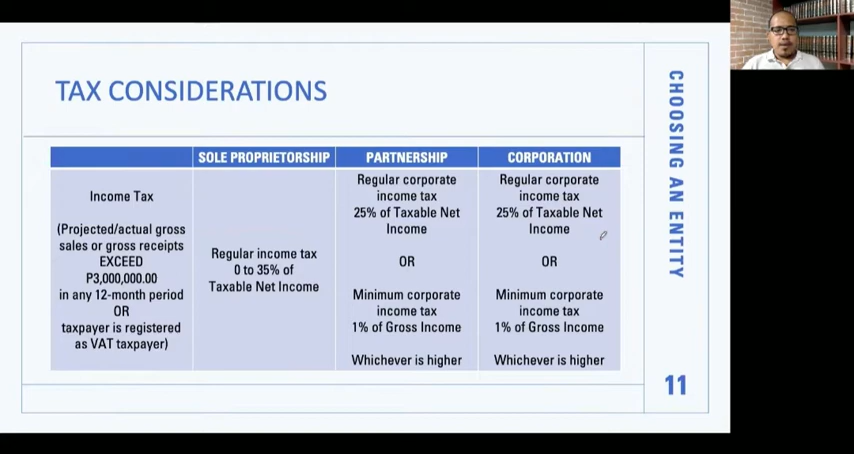 TAX CONSIDERATIONS
SOLE PROPRIETORSHIP
PARTNERSHIP
CORPORATION
Income Tax
(Projected/actual gross
sales or gross receipts
EXCEED
P3,000,000.00
in any 12-month period
OR
taxpayer is registered
as VAT taxpayer)
Regular income tax
0 to 35% of
Taxable Net Income
Regular corporate
income tax
25% of Taxable Net
Income
OR
Minimum corporate
income tax
1% of Gross Income
Whichever is higher
Regular corporate
income tax
25% of Taxable Net
Income
OR
Minimum corporate
income tax
1% of Gross Income
Whichever is higher
CHOOSING AN ENTITY
11